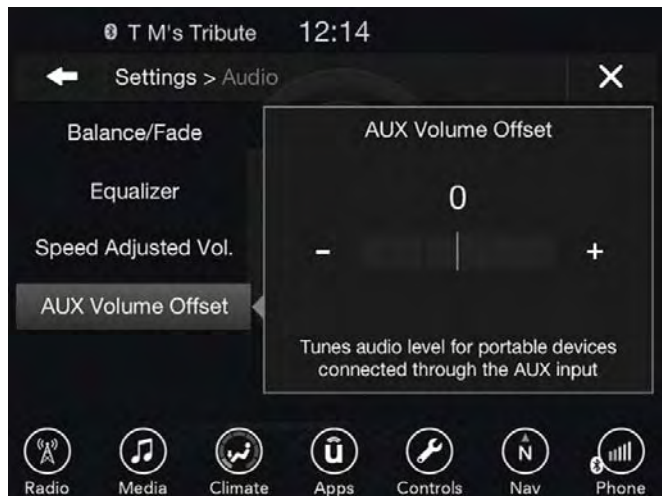 T M's Tribute 12:14
Settings > Audio
Balance/Fade
Equalizer
Speed Adjusted Vol.
AUX Volume Offset
AUX Volume Offset
0
- +
Tunes audio level for portable devices
connected through the AUX input
Radio Media Climate Apps Controls Nav Phone
û
N